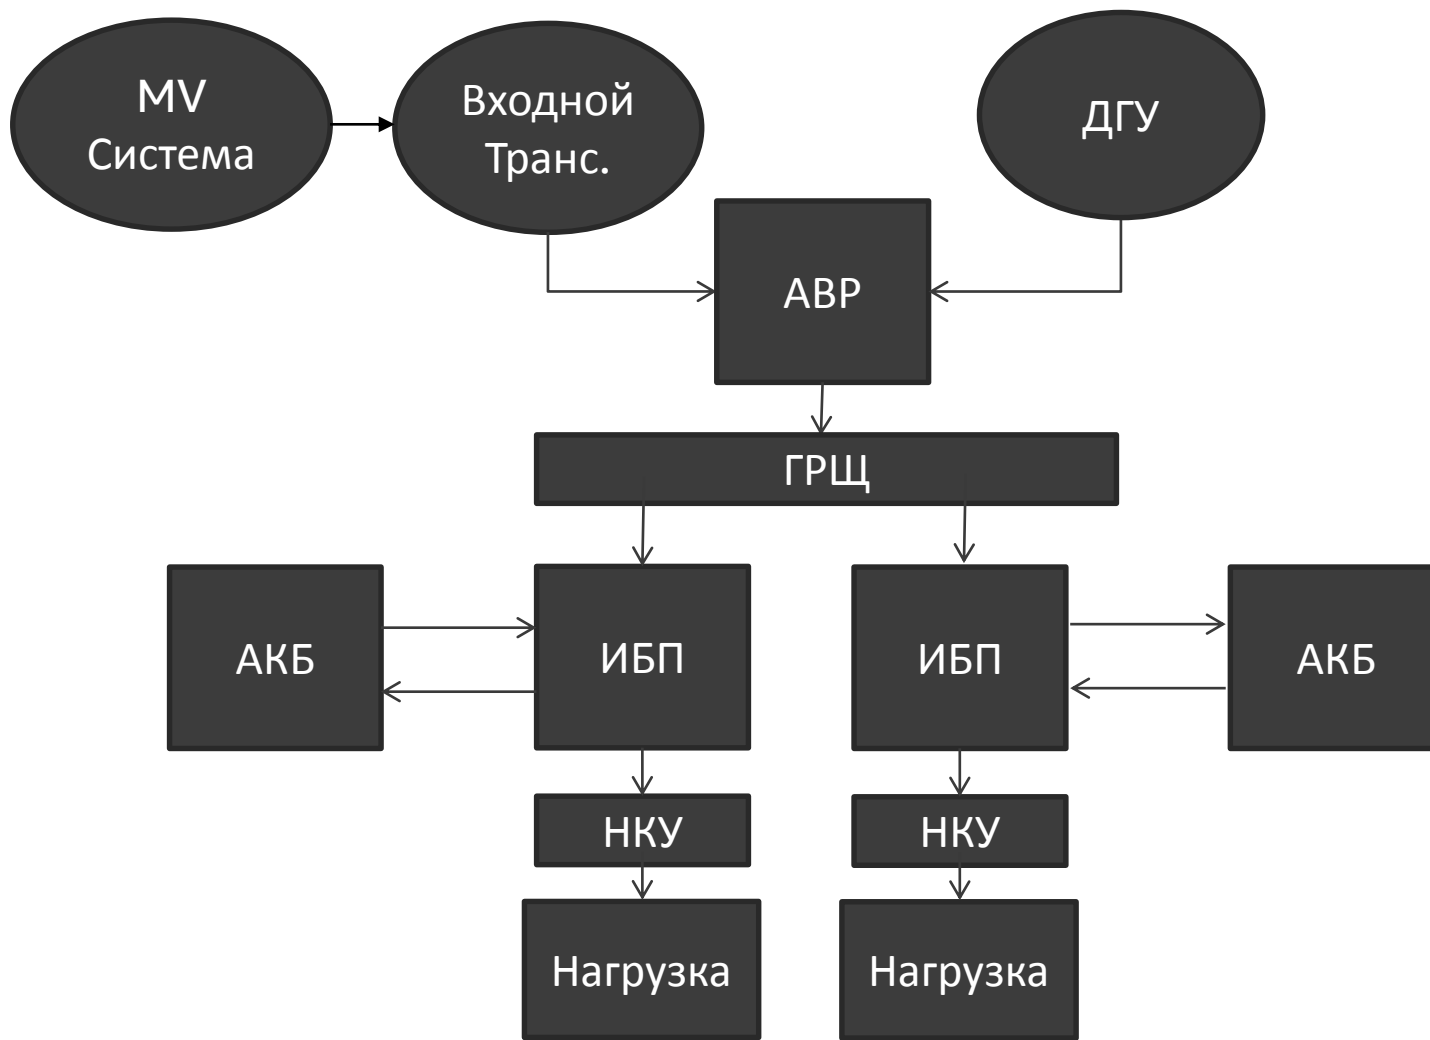 MV
Система
Входной
Транс.
ДГУ
АВР
ГРЩ
АКБ
ИБП
ИБП
АКБ
НКУ
НКУ
Нагрузка
Нагрузка